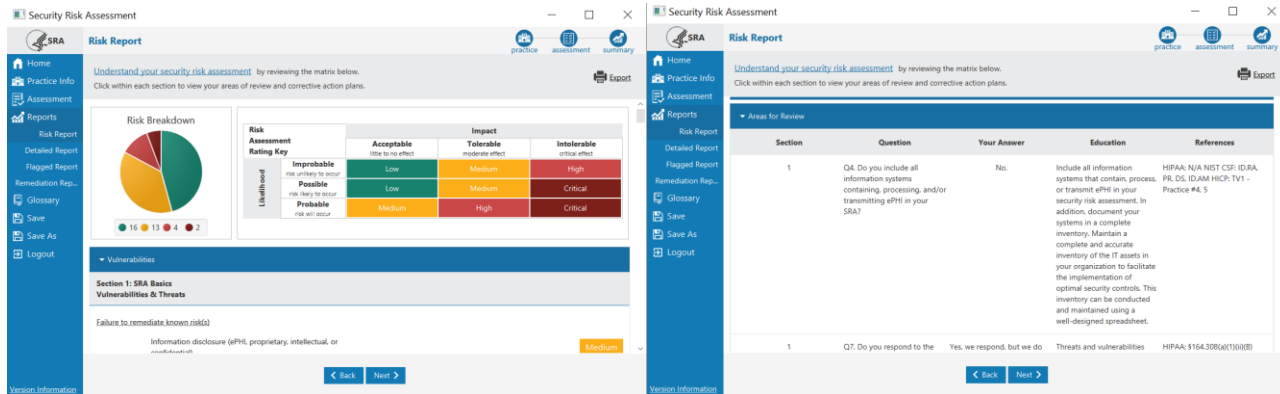 Security Risk Assessment
SRA
Risk Report
practice
assessment
summary
Home
Practice Info
Assessment
Reports
Risk Report
Detailed Report
Flagged Report
Remediation Rep...
Glossary
Save
Save As
Logout
Version Information
Understand your security risk assessment by reviewing the matrix below.
Click within each section to view your areas of review and corrective action plans.
Export
Risk Breakdown
16 13 4 2
Risk Assessment Rating Key
Impact
Acceptable
little to no effect
Tolerable
moderate effect
Intolerable
critical effect
Likelihood
Improbable
risk unlikely to occur
Low Medium High
Possible
risk likely to occur
Low Medium Critical
Probable
risk will occur
Medium High Critical
Vulnerabilities
Section 1: SRA Basics
Vulnerabilities & Threats
Failure to remediate known risk(s)
Information disclosure (ePHI, proprietary, intellectual, or
confidential)
Medium
Back Next
Security Risk Assessment
SRA
Risk Report
practice
assessment
summary
Home
Practice Info
Assessment
Reports
Risk Report
Detailed Report
Flagged Report
Remediation Rep...
Glossary
Save
Save As
Logout
Version Information
Understand your security risk assessment by reviewing the matrix below.
Click within each section to view your areas of review and corrective action plans.
Export
Areas for Review
Section Question Your Answer Education References
1
Q4. Do you include all
information systems
containing, processing, and/or
transmitting ePHI in your
SRA?
No.
Include all information
systems that contain, process,
or transmit ePHI in your
security risk assessment. In
addition, document your
systems in a complete
inventory. Maintain a
complete and accurate
inventory of the IT assets in
your organization to facilitate
the implementation of
optimal security controls. This
inventory can be conducted
and maintained using a
well-designed spreadsheet.
HIPAA: N/A NIST CSF: ID.RA,
PR. DS, ID.AM HICP: TV1 -
Practice #4, 5
1
Q7. Do you respond to the
Yes, we respond, but we do
Threats and vulnerabilities
HIPAA: §164.308(a)(1)(ii)(B)
Back Next